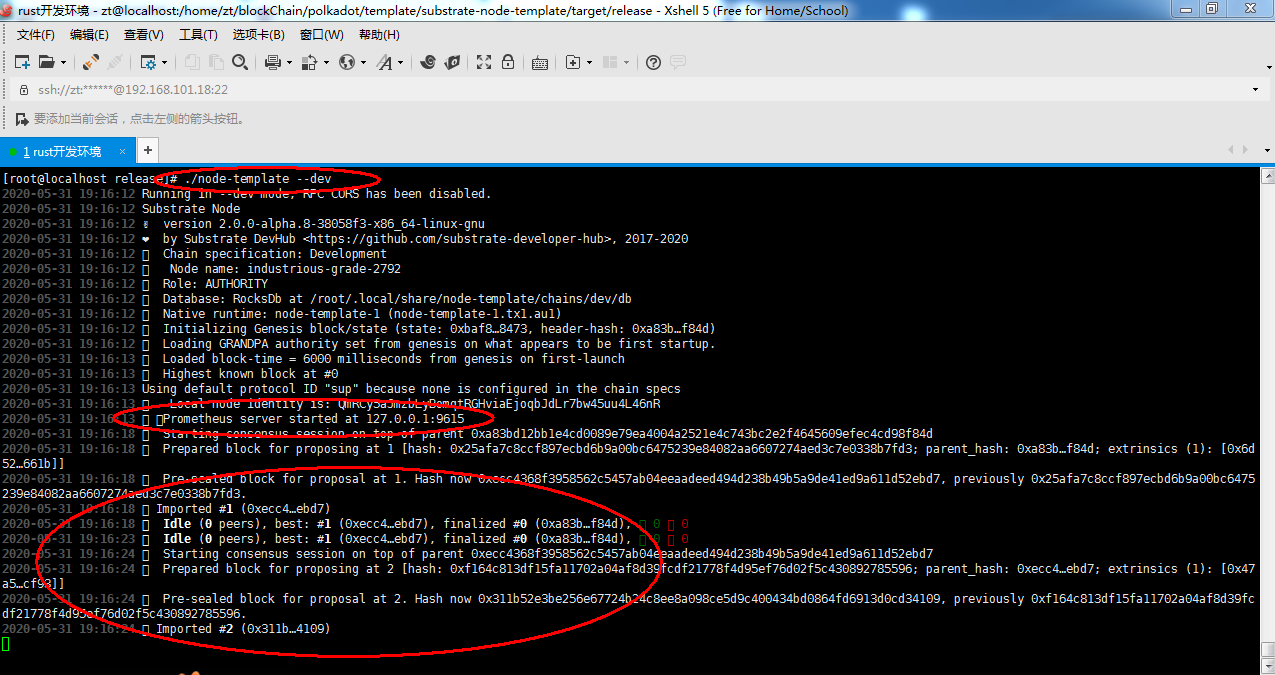 rust开发环境 - zt@localhost:/home/zt/blockChain/polkadot/template/substrate-node-template/target/release - Xshell 5 (Free for Home/School)
文件(F) 编辑(E) 查看(V) 工具(T) 选项卡(B) 窗口(W) 帮助(H)
ssh://zt:******@192.168.101.18:22
要添加当前会话，点击左侧的箭头按钮。
1 rust开发环境
[root@localhost release]# ./node-template --dev
2020-05-31 19:16:12 Running in --dev mode, RPC CORS has been disabled.
2020-05-31 19:16:12 Substrate Node
2020-05-31 19:16:12 ✌ version 2.0.0-alpha.8-38058f3-x86_64-linux-gnu
2020-05-31 19:16:12 ❤ by Substrate DevHub <https://github.com/substrate-developer-hub>, 2017-2020
2020-05-31 19:16:12 Chain specification: Development
2020-05-31 19:16:12 Node name: industrious-grade-2792
2020-05-31 19:16:12 Role: AUTHORITY
2020-05-31 19:16:12 Database: RocksDb at /root/.local/share/node-template/chains/dev/db
2020-05-31 19:16:12 Native runtime: node-template-1 (node-template-1.tx1.au1)
2020-05-31 19:16:12 Initializing Genesis block/state (state: 0xbaf8…8473, header-hash: 0xa83b…f84d)
2020-05-31 19:16:12 Loading GRANDPA authority set from genesis on what appears to be first startup.
2020-05-31 19:16:13 Loaded block-time = 6000 milliseconds from genesis on first-launch
2020-05-31 19:16:13 Highest known block at #0
2020-05-31 19:16:13 Using default protocol ID "sup" because none is configured in the chain specs
2020-05-31 19:16:13 Local node identity is:
2020-05-31 19:16:13 Prometheus server started at 127.0.0.1:9615
2020-05-31 19:16:18 Starting consensus session on top of parent 0xa83bd12bb1e4cd0089e79ea4004a2521e4c743bc2e2f4645609efec4cd98f84d
2020-05-31 19:16:18 Prepared block for proposing at 1 [hash: 0x25afa7c8ccf897ecbd6b9a00bc6475239e84082aa6607274aed3c7e0338b7fd3; parent_hash: 0xa83b…f84d; extrinsics (1): [0x6d
52…661b]]
2020-05-31 19:16:18 Pre-sealed block for proposal at 1. Hash now 0xecc4368f3958562c5457ab04eeaadeed494d238b49b5a9de41ed9a611d52ebd7, previously 0x25afa7c8ccf897ecbd6b9a00bc6475
239e84082aa6607274aed3c7e0338b7fd3.
2020-05-31 19:16:18 Imported #1 (0xecc4…ebd7)
2020-05-31 19:16:18 Idle (0 peers), best: #1 (0xecc4…ebd7), finalized #0 (0xa83b…f84d), 0 0
2020-05-31 19:16:23 Idle (0 peers), best: #1 (0xecc4…ebd7), finalized #0 (0xa83b…f84d), 0 0
2020-05-31 19:16:24 Starting consensus session on top of parent 0xecc4368f3958562c5457ab04eeaadeed494d238b49b5a9de41ed9a611d52ebd7
2020-05-31 19:16:24 Prepared block for proposing at 2 [hash: 0xf164c813df15fa11702a04af8d39fcdf21778f4d95ef76d02f5c430892785596; parent_hash: 0xecc4…ebd7; extrinsics (1): [0x47
a5…cf93]]
2020-05-31 19:16:24 Pre-sealed block for proposal at 2. Hash now 0x311b52e3be256e67724b24c8ee8a098ce5d9c400434bd0864fd6913d0cd34109, previously 0xf164c813df15fa11702a04af8d39fc
df21778f4d95ef76d02f5c430892785596.
2020-05-31 19:16:24 Imported #2 (0x311b…4109)